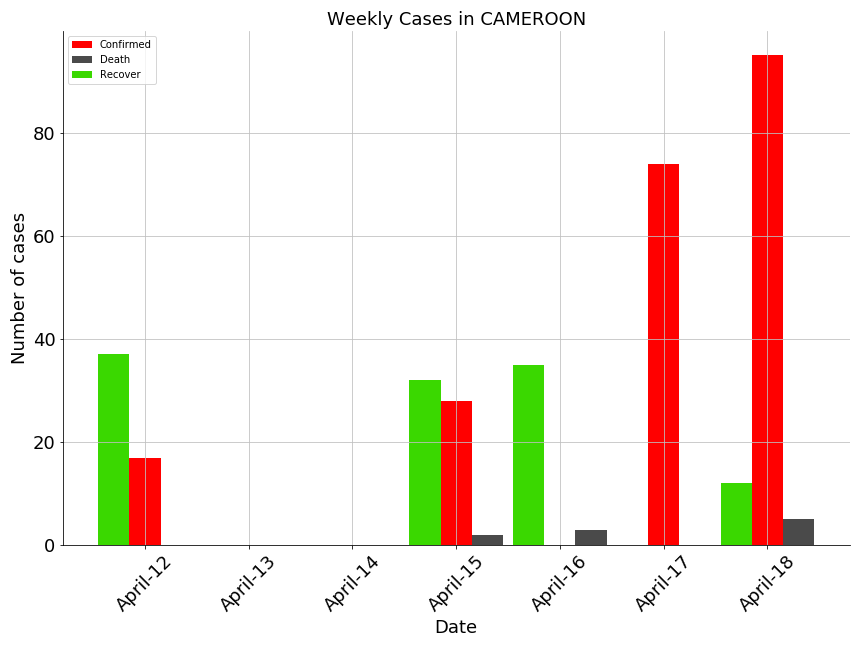 Weekly Cases in CAMEROON
Confirmed
Death
Recover
Number of cases
80
60
40
20
0
April-12
April-13
April-14
April-15
April-16
April-17
April-18
Date